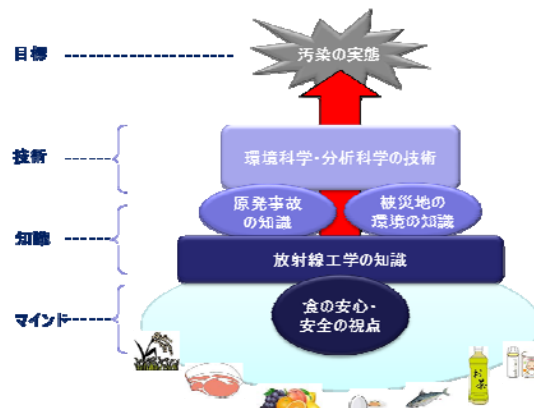 目標
汚染の実態
技術
環境科学・分析科学の技術
原発事故
の知識
被災地の
環境の知識
知識
放射線工学の知識
マインド
食の安心・
安全の視点
お茶